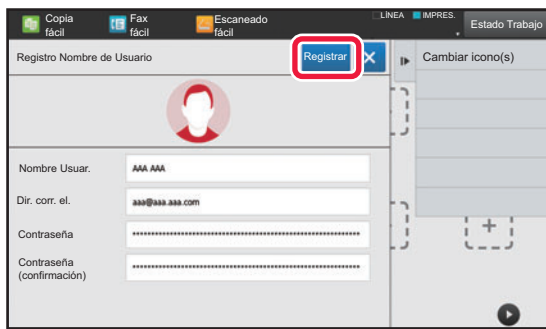 Copia fácil
Fax fácil
Escaneado fácil
LÍNEA
IMPRES.
Estado Trabajo
Registro Nombre de Usuario
Registrar
Cambiar icono(s)
Nombre Usuar.
AAA AAA
Dir. corr. el.
aaa@aaa.aaa.com
Contraseña
Contraseña
(confirmación)